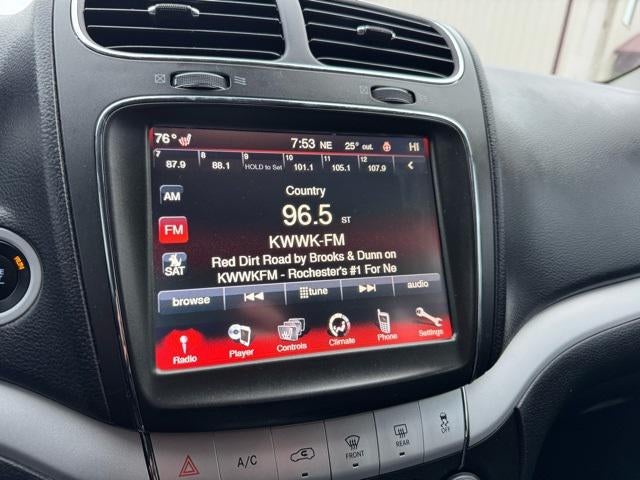 76° 7:53 NE 25° out. HI
7 8 9 10 11 12
87.9 88.1 HOLD to Set 101.1 105.1 107.9 <
Country
AM
96.5 ST
FM
KWWK-FM
Red Dirt Road by Brooks & Dunn on
SAT
KWWKFM - Rochester's #1 For Ne
browse tune audio
Radio Player Controls Climate Phone Settings
RUN
A/C FRONT REAR OFF